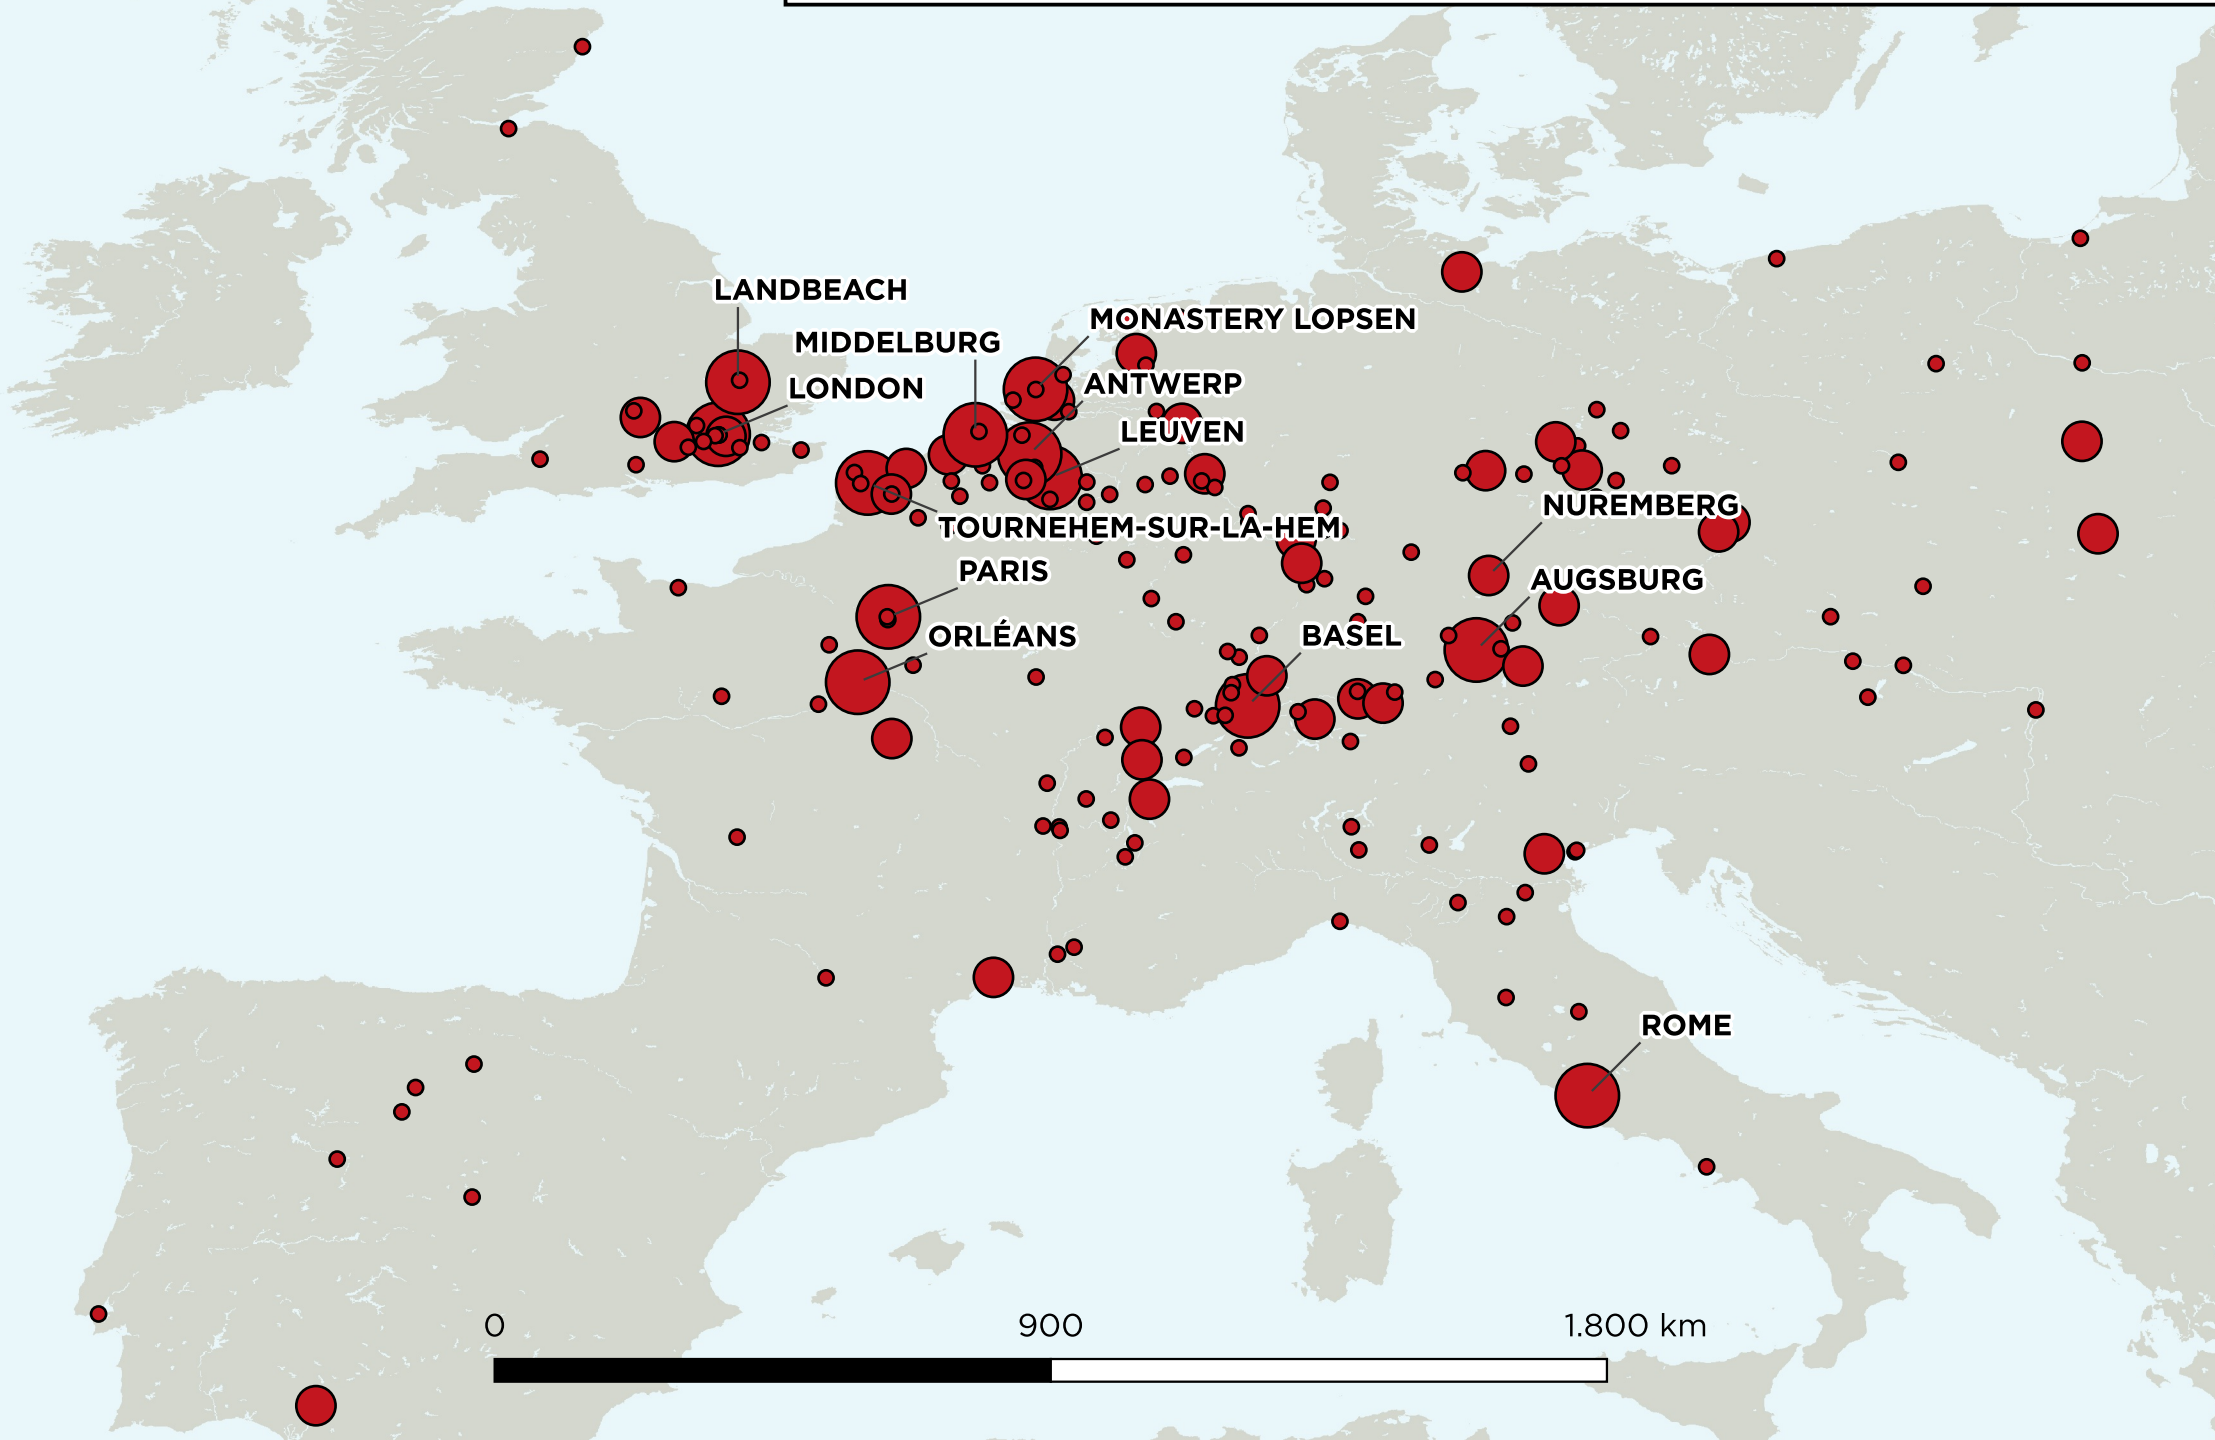 LANDBEACH
MONASTERY LOPSEN
MIDDELBURG
LONDON
ANTWERP
LEUVEN
NUREMBERG
TOURNEHEM-SUR-LA-HEM
PARIS
AUGSBURG
ORLÉANS
BASEL
ROME
0 900 1.800 km